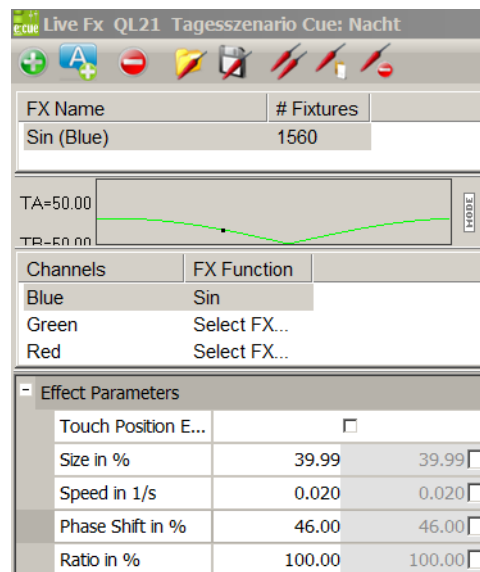 e:cue Live Fx QL21 Tagesszenario Cue: Nacht
A
FX Name # Fixtures
Sin (Blue) 1560
TA=50.00
MODE
TB=50.00
Channels FX Function
Blue Sin
Green Select FX...
Red Select FX...
Effect Parameters
Touch Position E...
Size in % 39.99 39.99
Speed in 1/s 0.020 0.020
Phase Shift in % 46.00 46.00
Ratio in % 100.00 100.00